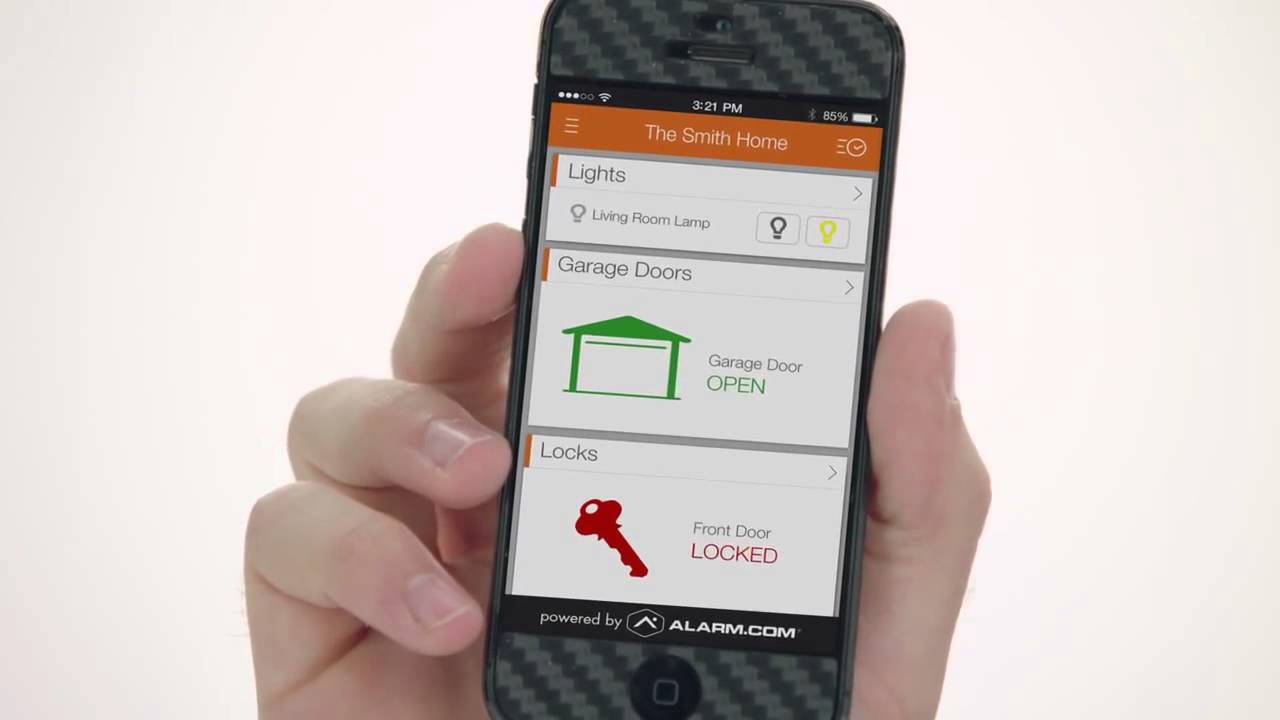 3:21 PM
85%
The Smith Home
Lights
Living Room Lamp
Garage Doors
Garage Door
OPEN
Locks
Front Door
LOCKED
powered by ALARM.COM